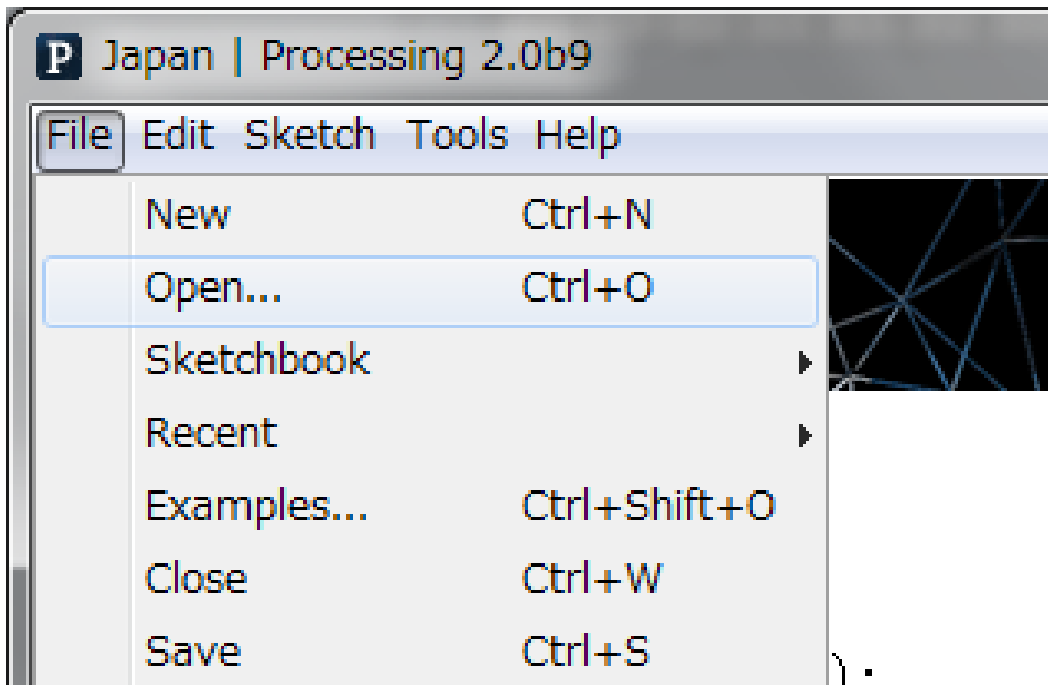 P Japan | Processing 2.0b9
File Edit Sketch Tools Help
New Ctrl+N
Open... Ctrl+O
Sketchbook
Recent
Examples... Ctrl+Shift+O
Close Ctrl+W
Save Ctrl+S
) .